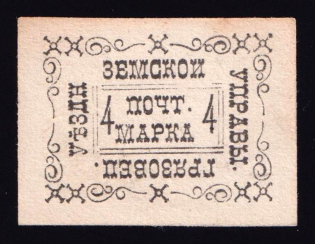 ГРЯЗОВЕЦ.
УѢЗДН
ЗЕМСКОЙ
УПРАВЫ.
4 ПОЧТ. 4
МАРКА